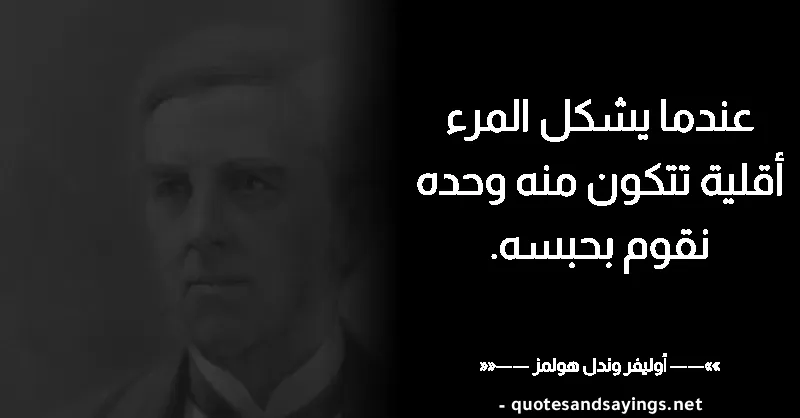 عندما يشكل المرء
أقلية تتكون منه وحده
نقوم بحبسه.
»»—— أوليفر وندل هولمز ——««
- quotesandsayings.net